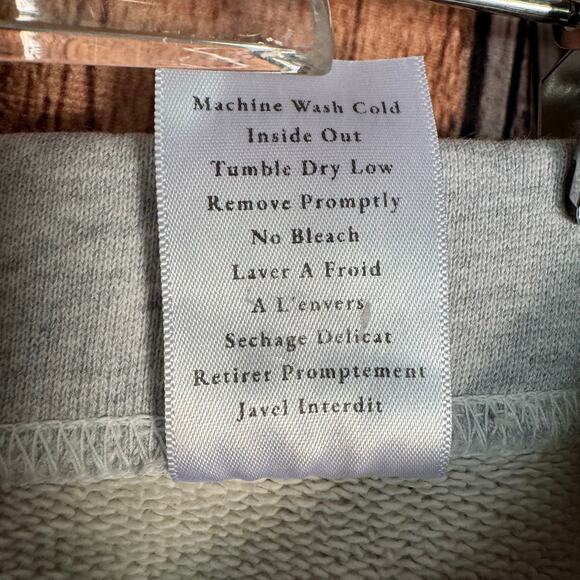 Machine Wash Cold
Inside Out
Tumble Dry Low
Remove Promptly
No Bleach
Laver A Froid
A L'envers
Sechage Delicat
Retirer Promptement
Javel Interdit